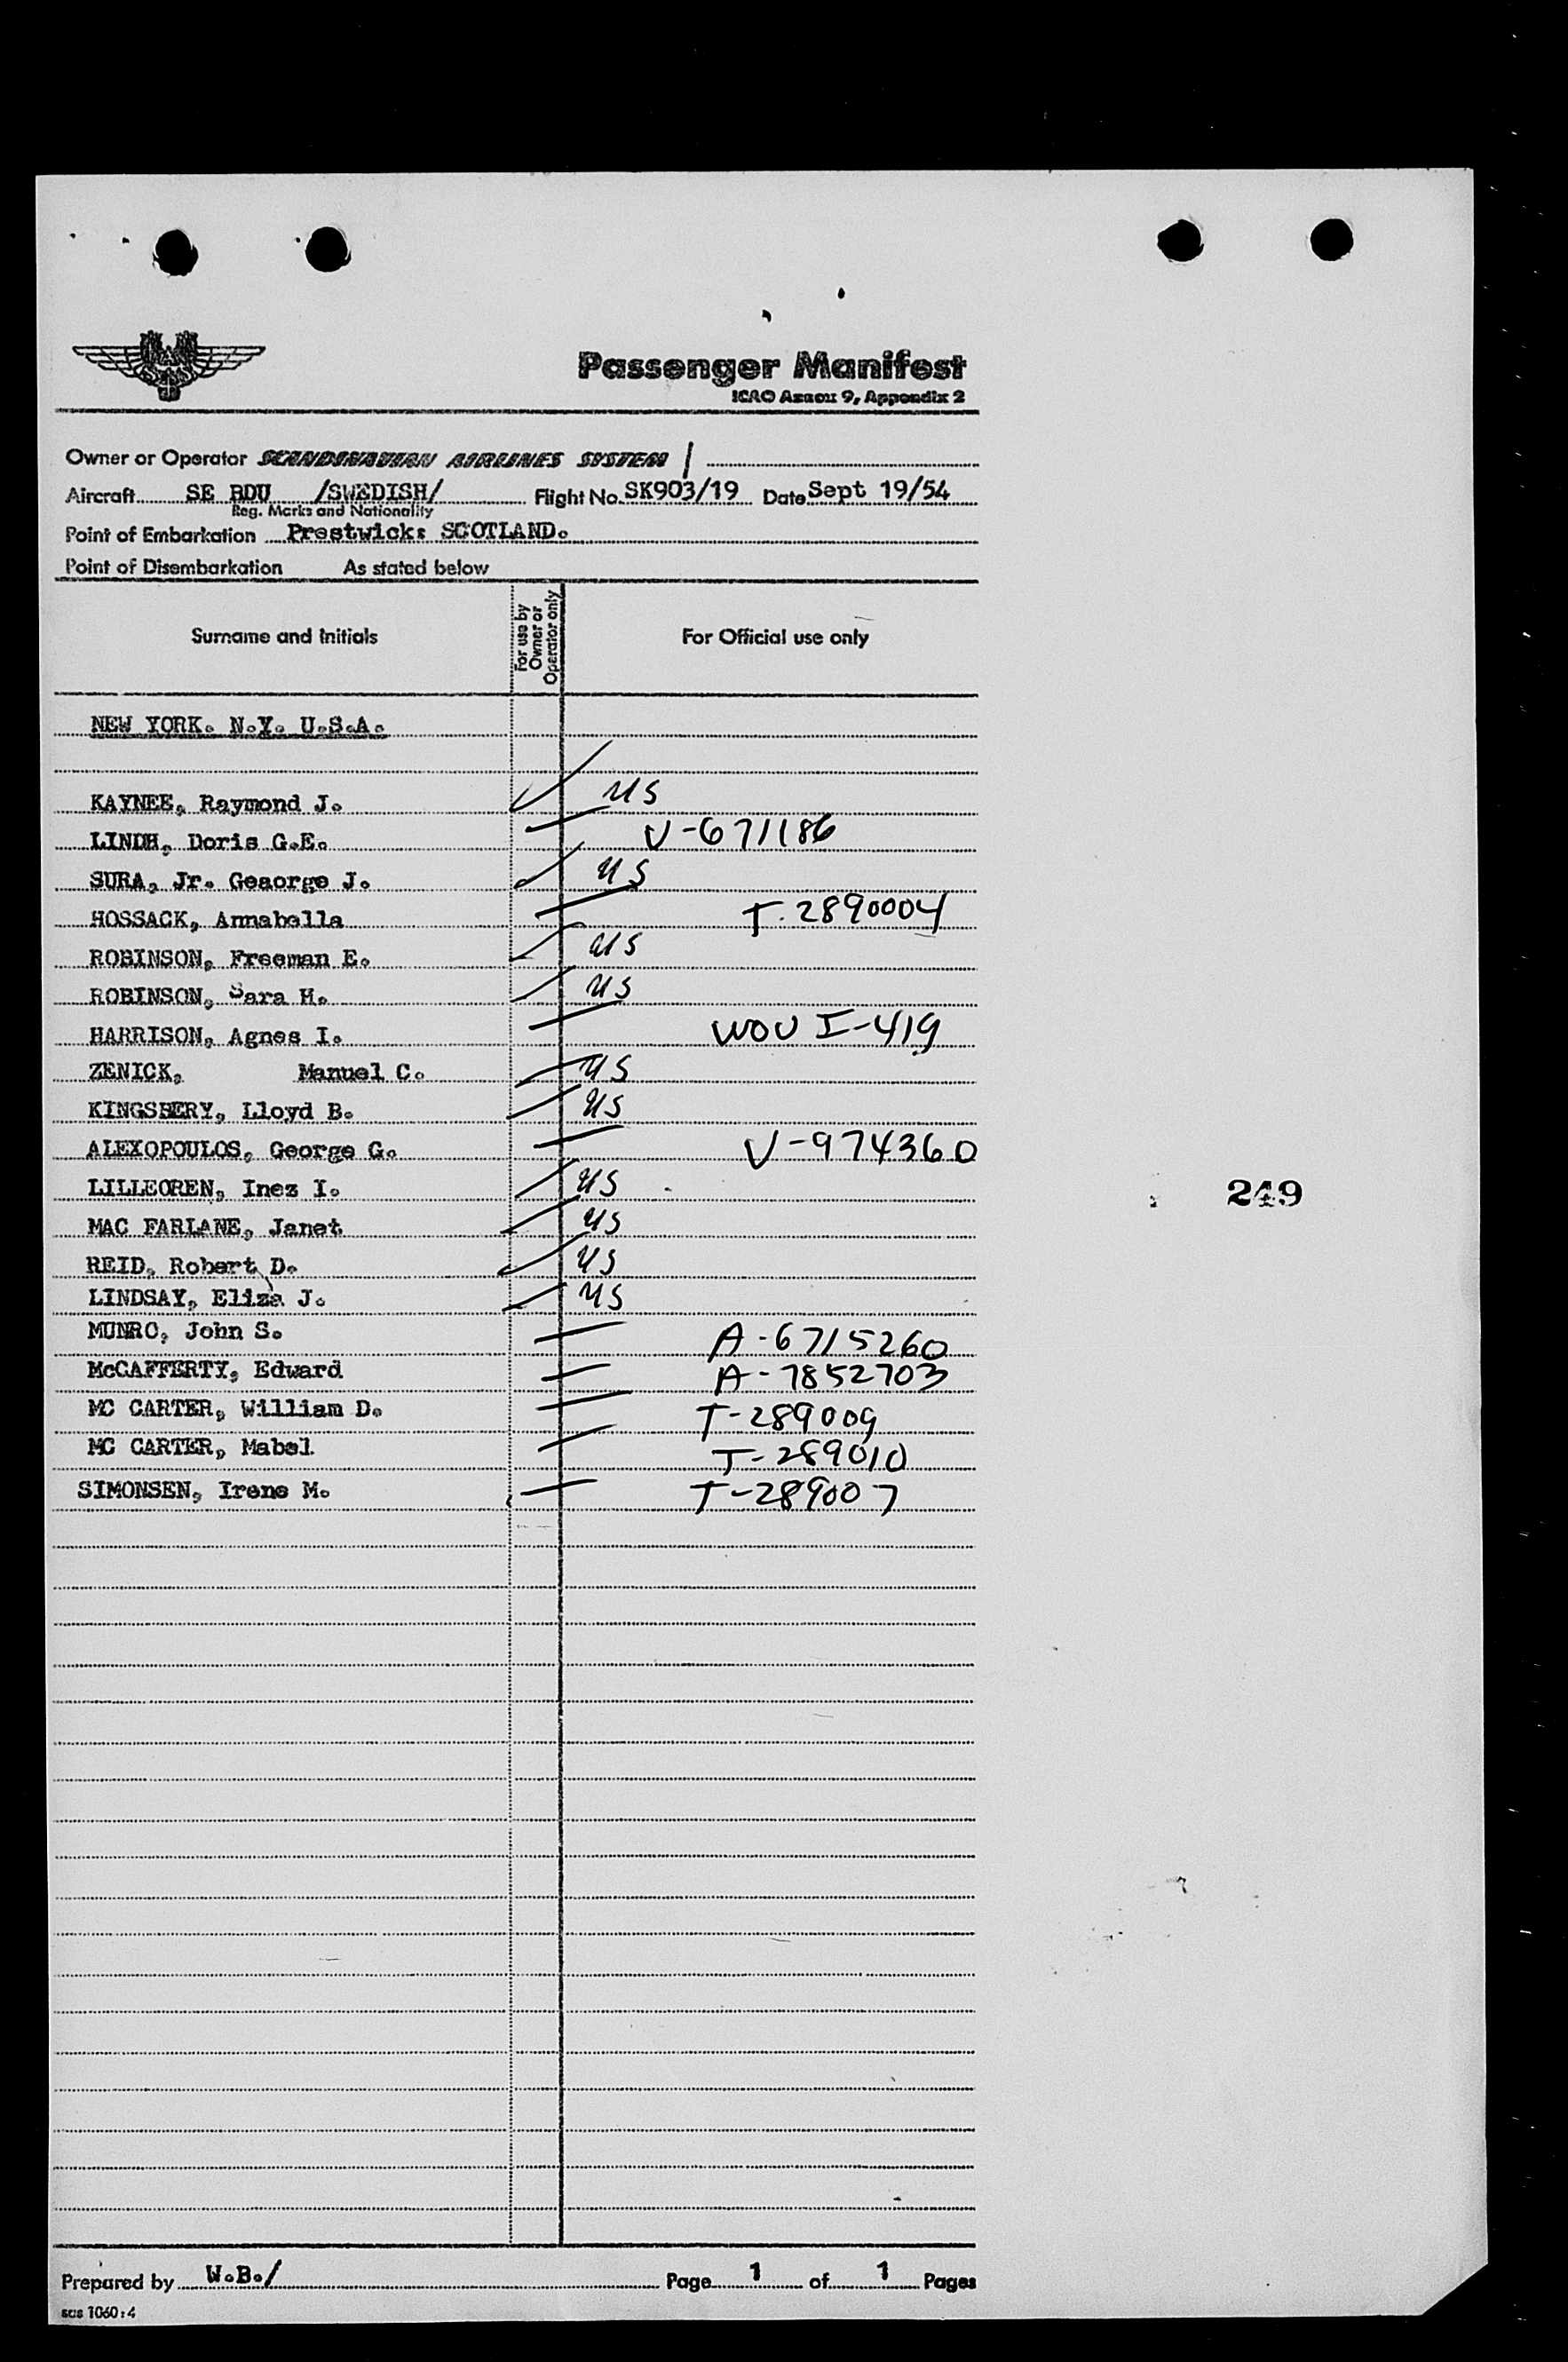 Passenger Manifest
ICAO Annex 9, Appendix 2
Owner or Operator SCANDINAVIAN AIRLINES SYSTEM /
Aircraft SE BDU /SWEDISH/ Flight No. SK903/19 Date Sept 19/54
Reg. Marks and Nationality
Point of Embarkation Prestwick: SCOTLAND.
Point of Disembarkation As stated below
Surname and Initials For use by Owner or Operator only For Official use only
NEW YORK. N.Y. U.S.A.
KAYNEE, Raymond J. US
LINDH, Doris G.E. V-671186
SURA, Jr. Geaorge J. US
HOSSACK, Annabella T. 2890004
ROBINSON, Freeman E. US
ROBINSON, Sara H. US
HARRISON, Agnes I. WOU I-419
ZENICK, Manuel C. US
KINGSBERY, Lloyd B. US
ALEXOPOULOS, George G. V-974360
LILLEOREN, Inez I. US
MAC FARLANE, Janet US
REID, Robert D. US
LINDSAY, Eliza J. US
MUNRO, John S. A-6715260
McCAFFERTY, Edward A-7852703
MC CARTER, William D. T-289009
MC CARTER, Mabel T-289010
SIMONSEN, Irene M. T-289007
249
Prepared by W.B./ Page 1 of 1 Pages
SAS 1060:4